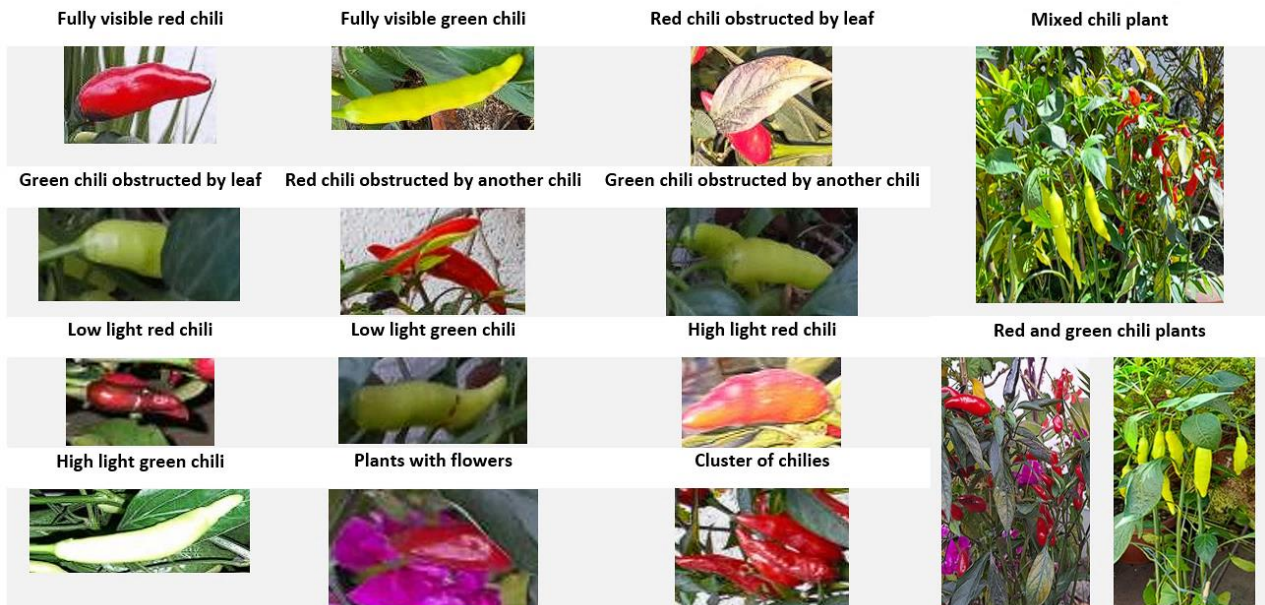 Fully visible red chili
Fully visible green chili
Red chili obstructed by leaf
Mixed chili plant
Green chili obstructed by leaf
Red chili obstructed by another chili
Green chili obstructed by another chili
Low light red chili
Low light green chili
High light red chili
Red and green chili plants
High light green chili
Plants with flowers
Cluster of chilies